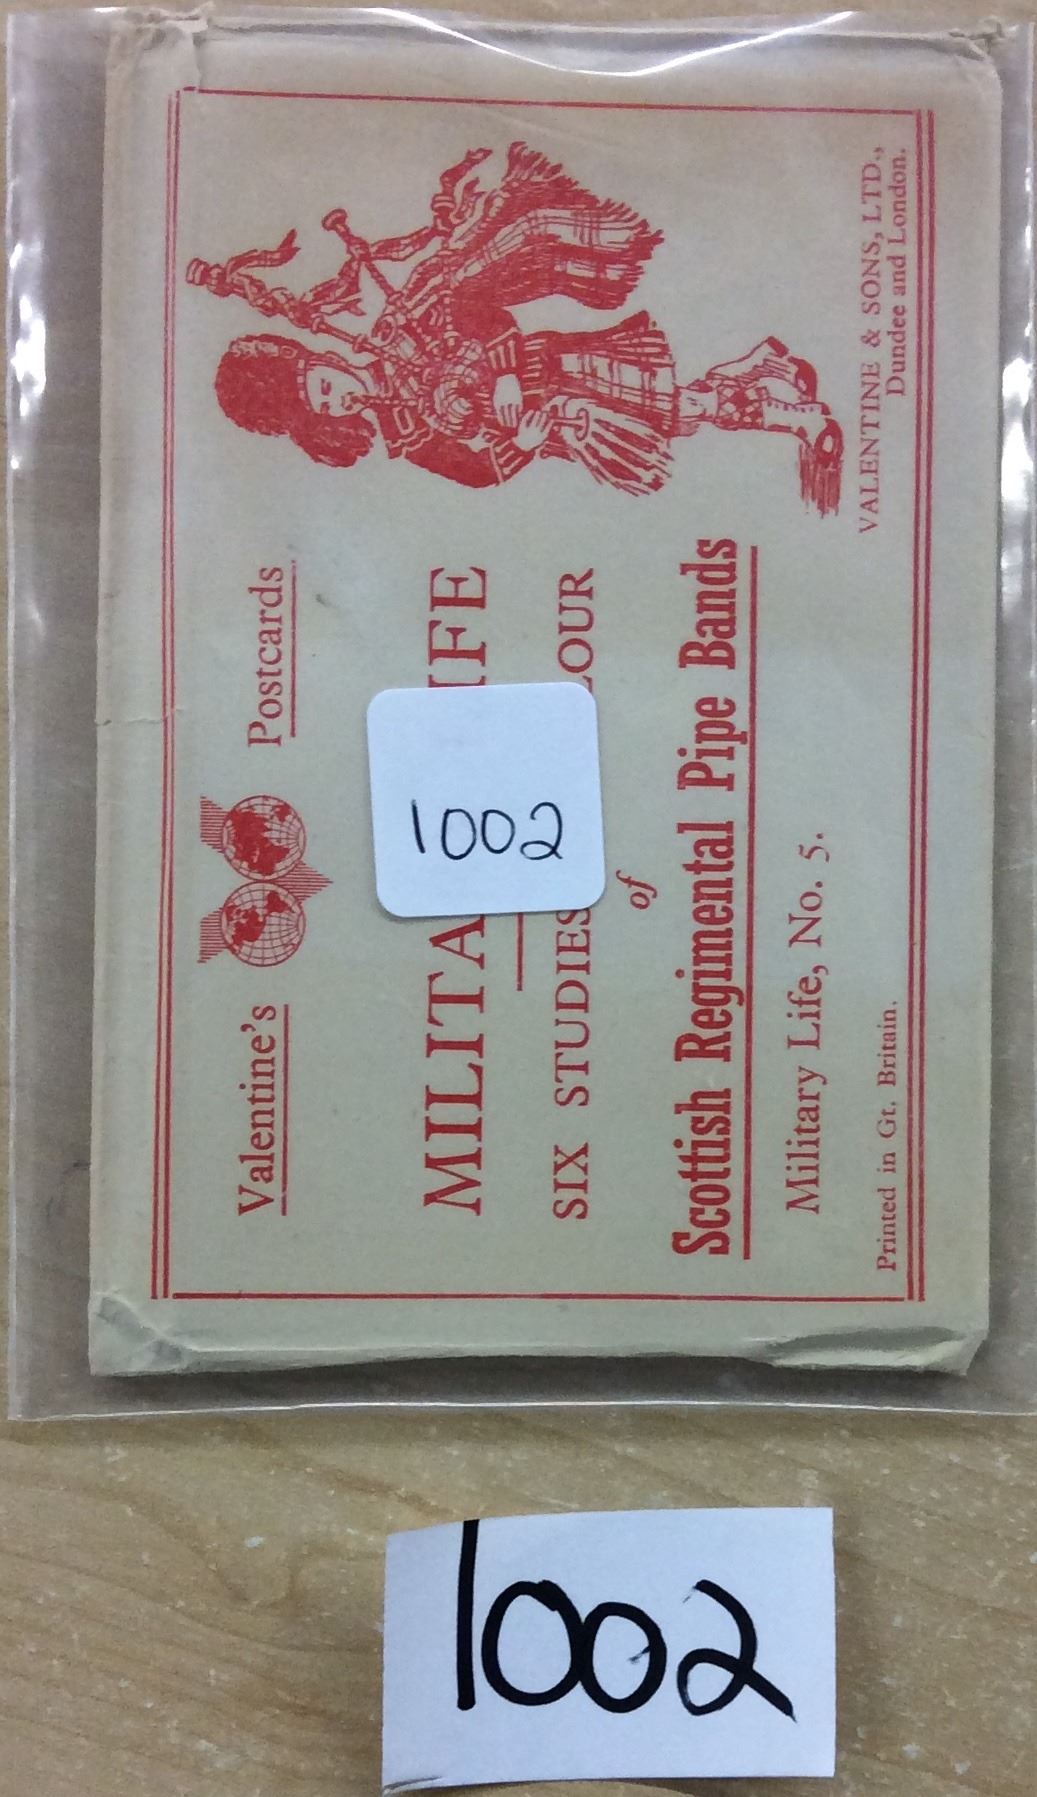 Valentine's Postcards
MILITA IFE
SIX STUDIES OUR
of
Scottish Regimental Pipe Bands
Military Life, No. 5.
Printed in Gt. Britain.
VALENTINE & SONS, LTD.,
Dundee and London.
1002
1002